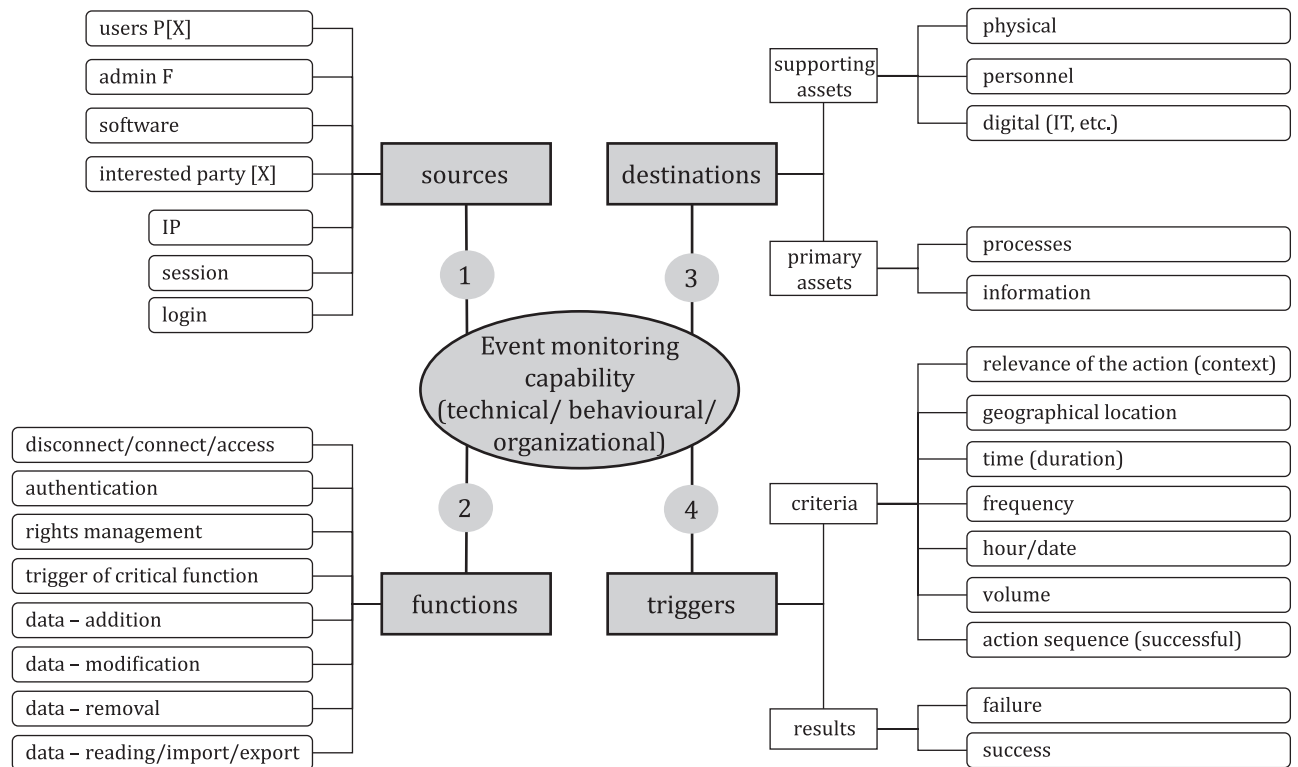 users P[X]
admin F
software
interested party [X]
IP
session
login
sources
1
destinations
3
supporting
assets
physical
personnel
digital (IT, etc.)
primary
assets
processes
information
Event monitoring
capability
(technical/ behavioural/
organizational)
2
functions
disconnect/connect/access
authentication
rights management
trigger of critical function
data – addition
data – modification
data – removal
data – reading/import/export
4
triggers
criteria
relevance of the action (context)
geographical location
time (duration)
frequency
hour/date
volume
action sequence (successful)
results
failure
success